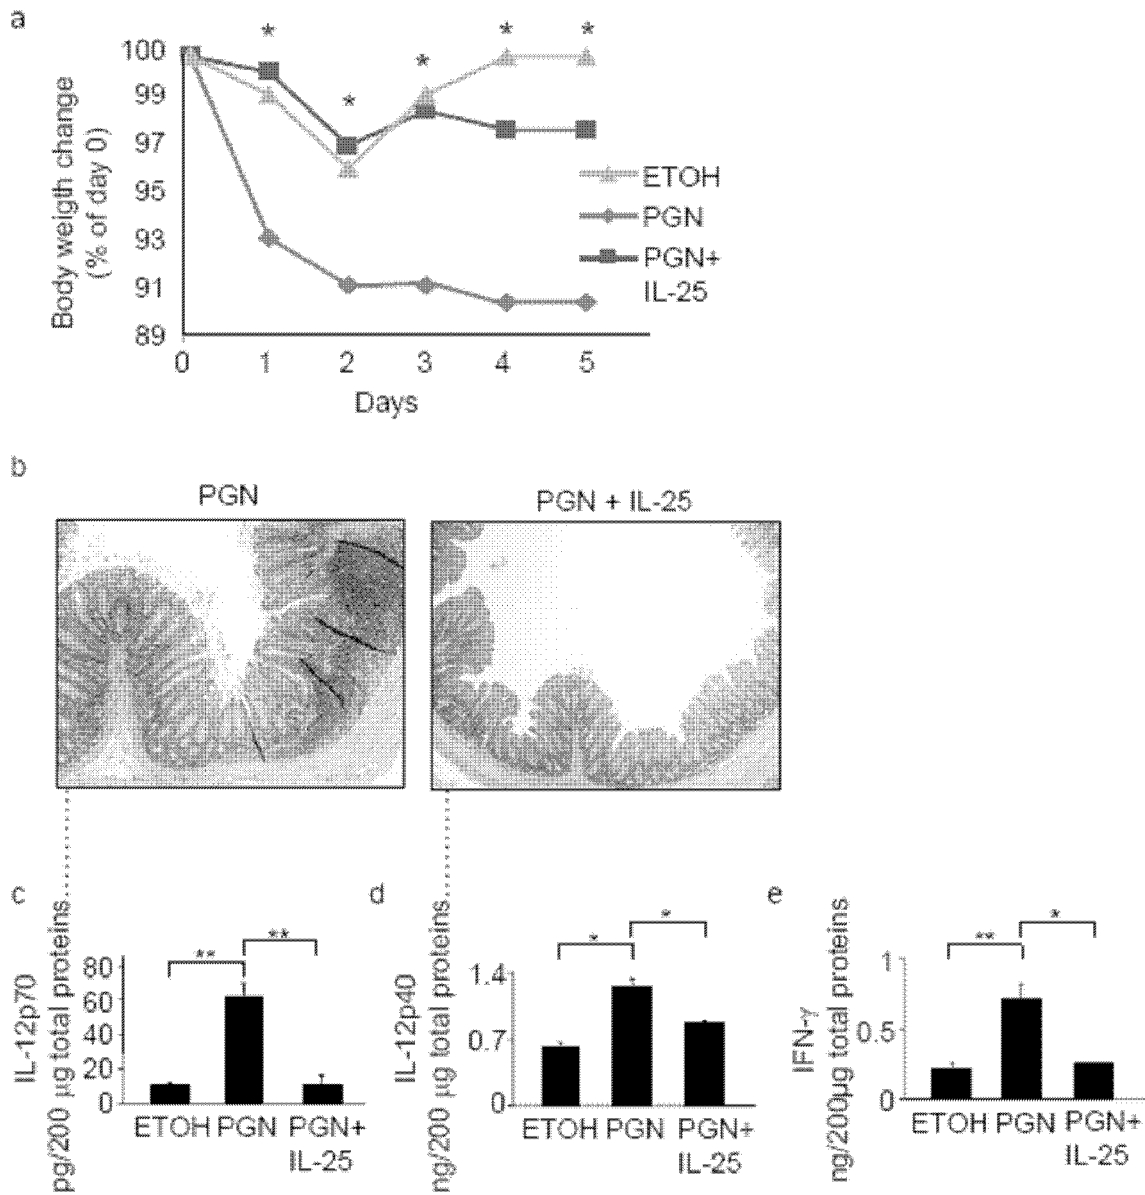 a
100
99
97
95
93
91
89
Body weigth change
(% of day 0)
* * * * *
ETOH
PGN
PGN+
IL-25
0 1 2 3 4 5
Days
b
PGN
PGN + IL-25
c
IL-12p70
pg/200 µg total proteins
80
60
40
20
0
** **
ETOH PGN PGN+
IL-25
d
IL-12p40
ng/200 µg total proteins
1.4
0.7
0
* *
ETOH PGN PGN+
IL-25
e
IFN-γ
ng/200µg total proteins
1
0.5
0
** *
ETOH PGN PGN+
IL-25